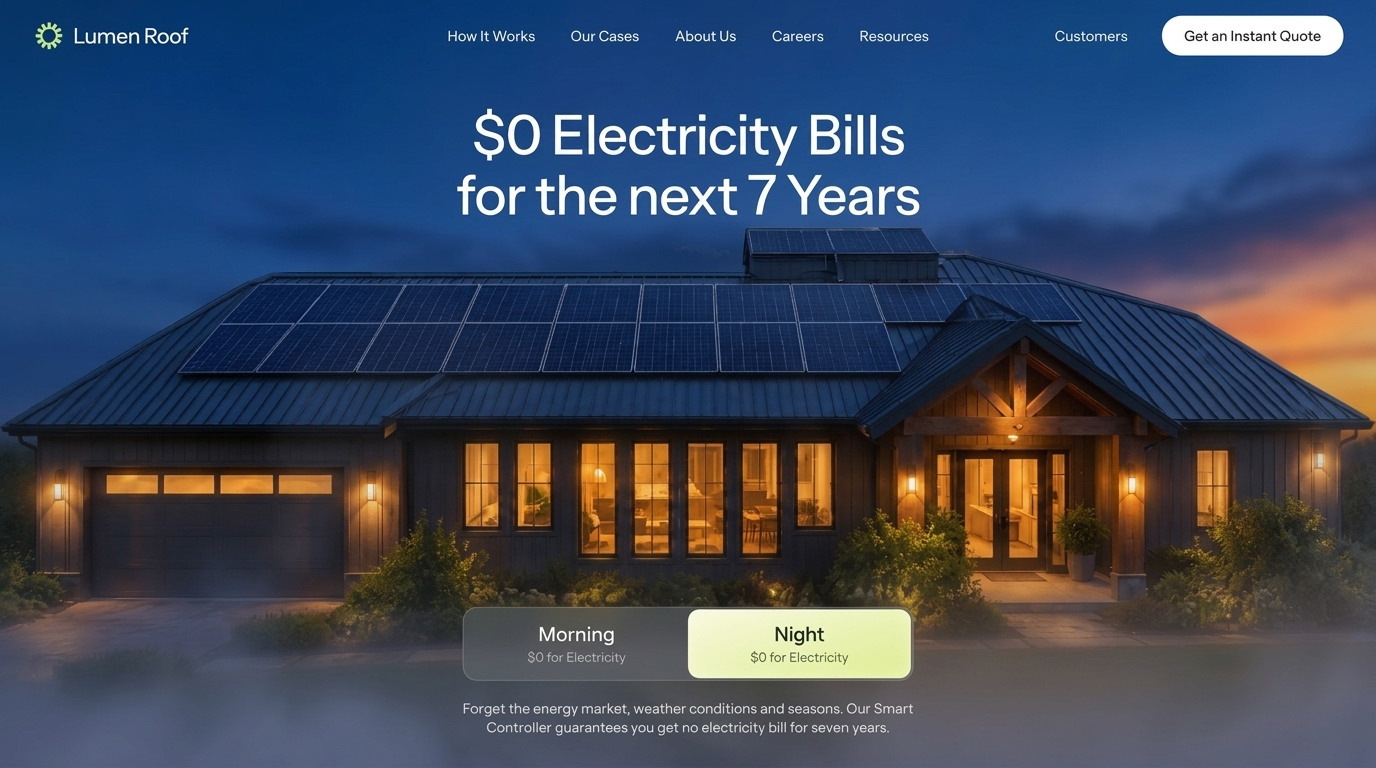 Lumen Roof
How It Works
Our Cases
About Us
Careers
Resources
Customers
Get an Instant Quote
$0 Electricity Bills
for the next 7 Years
Morning
$0 for Electricity
Night
$0 for Electricity
Forget the energy market, weather conditions and seasons. Our Smart
Controller guarantees you get no electricity bill for seven years.